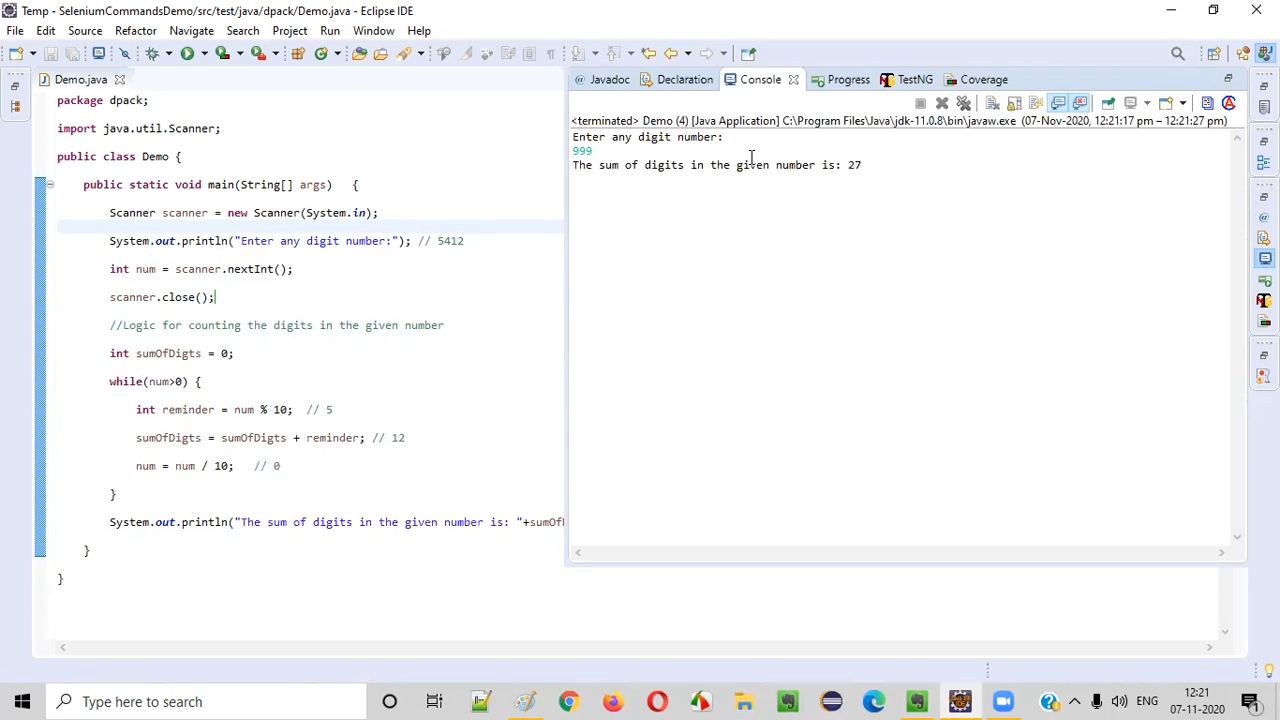 Temp - SeleniumCommandsDemo/src/test/java/dpack/Demo.java - Eclipse IDE
File Edit Source Refactor Navigate Search Project Run Window Help
Demo.java
Javadoc Declaration Console Progress TestNG Coverage
<terminated> Demo (4) [Java Application] C:\Program Files\Java\jdk-11.0.8\bin\javaw.exe (07-Nov-2020, 12:21:17 pm – 12:21:27 pm)
Enter any digit number:
999
The sum of digits in the given number is: 27
package dpack;
import java.util.Scanner;
public class Demo {
public static void main(String[] args) {
Scanner scanner = new Scanner(System.in);
System.out.println("Enter any digit number:"); // 5412
int num = scanner.nextInt();
scanner.close();
//Logic for counting the digits in the given number
int sumOfDigts = 0;
while(num>0) {
int reminder = num % 10; // 5
sumOfDigts = sumOfDigts + reminder; // 12
num = num / 10; // 0
}
System.out.println("The sum of digits in the given number is: "+sumOf
}
}
Type here to search
ENG
12:21
07-11-2020
1